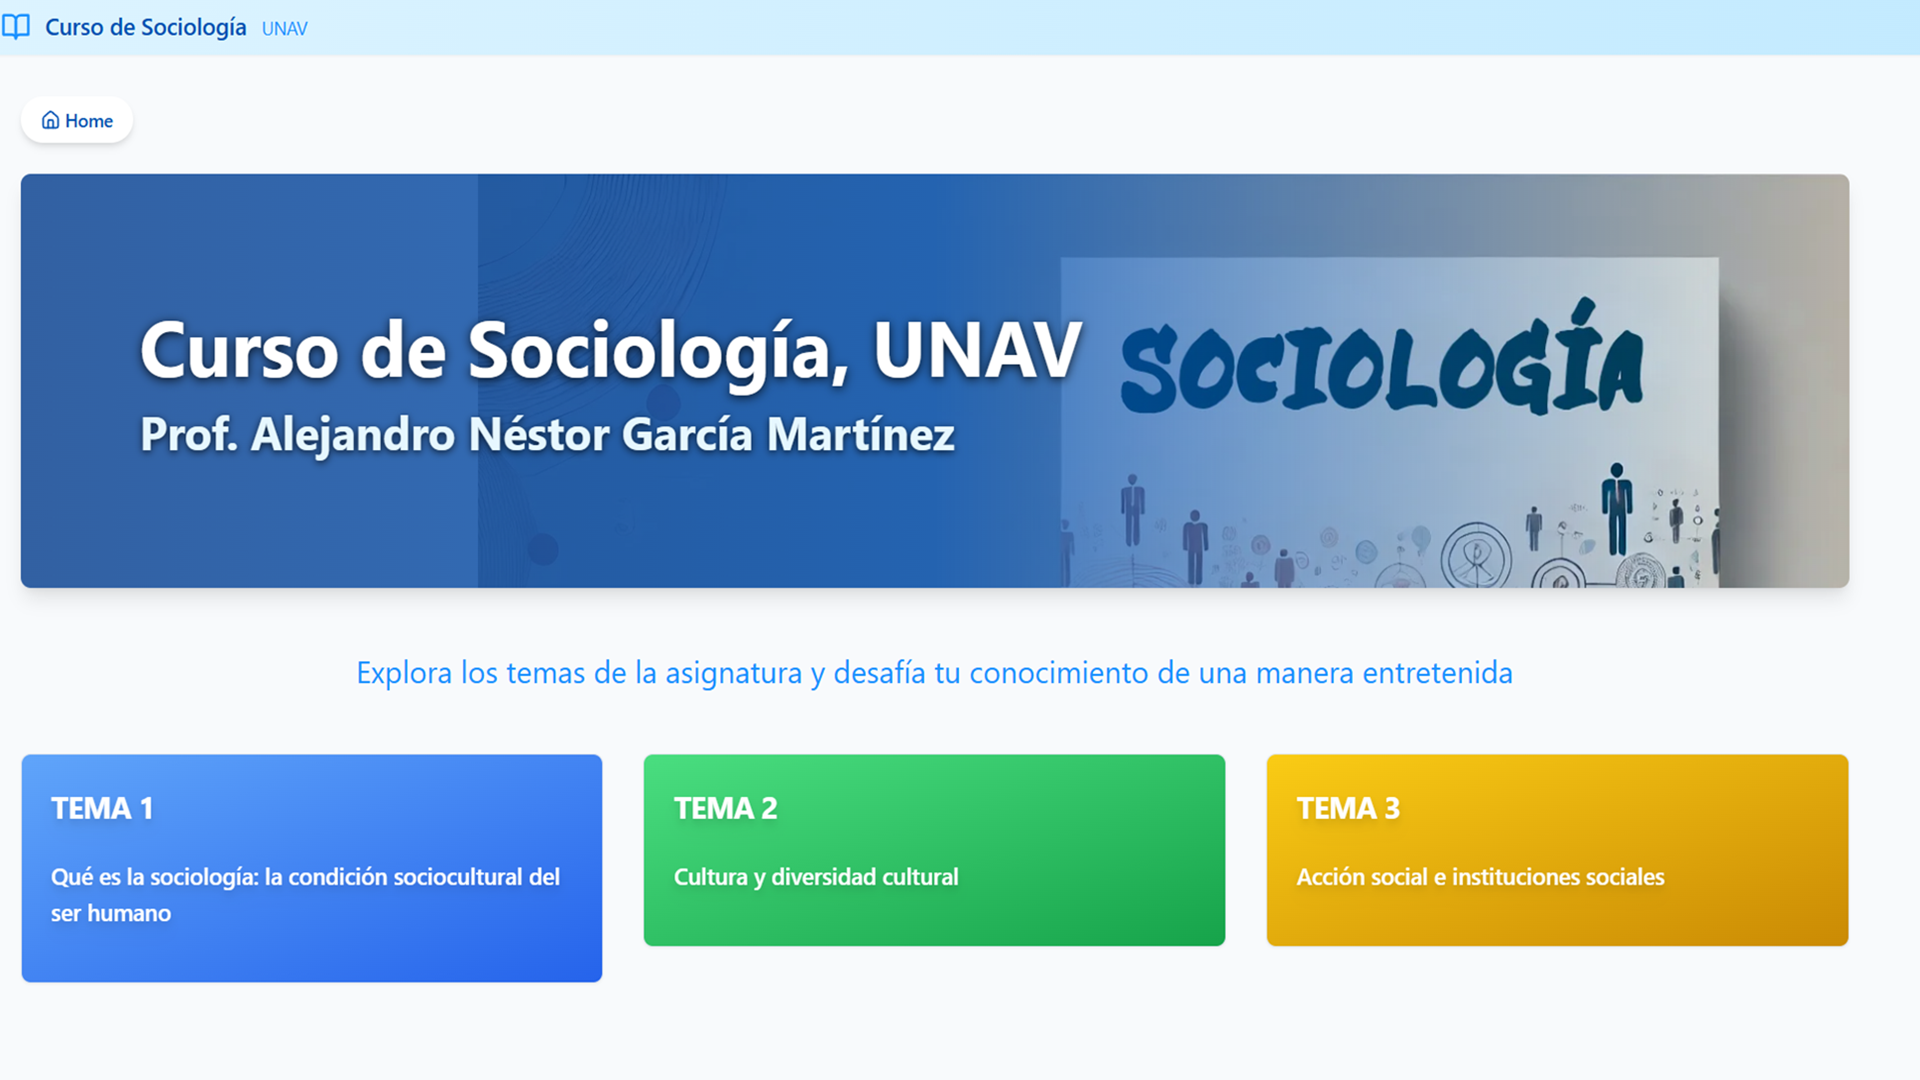 Curso de Sociología UNAV
Home
Curso de Sociología, UNAV
Prof. Alejandro Néstor García Martínez
SOCIOLOGÍA
Explora los temas de la asignatura y desafía tu conocimiento de una manera entretenida
TEMA 1
Qué es la sociología: la condición sociocultural del
ser humano
TEMA 2
Cultura y diversidad cultural
TEMA 3
Acción social e instituciones sociales